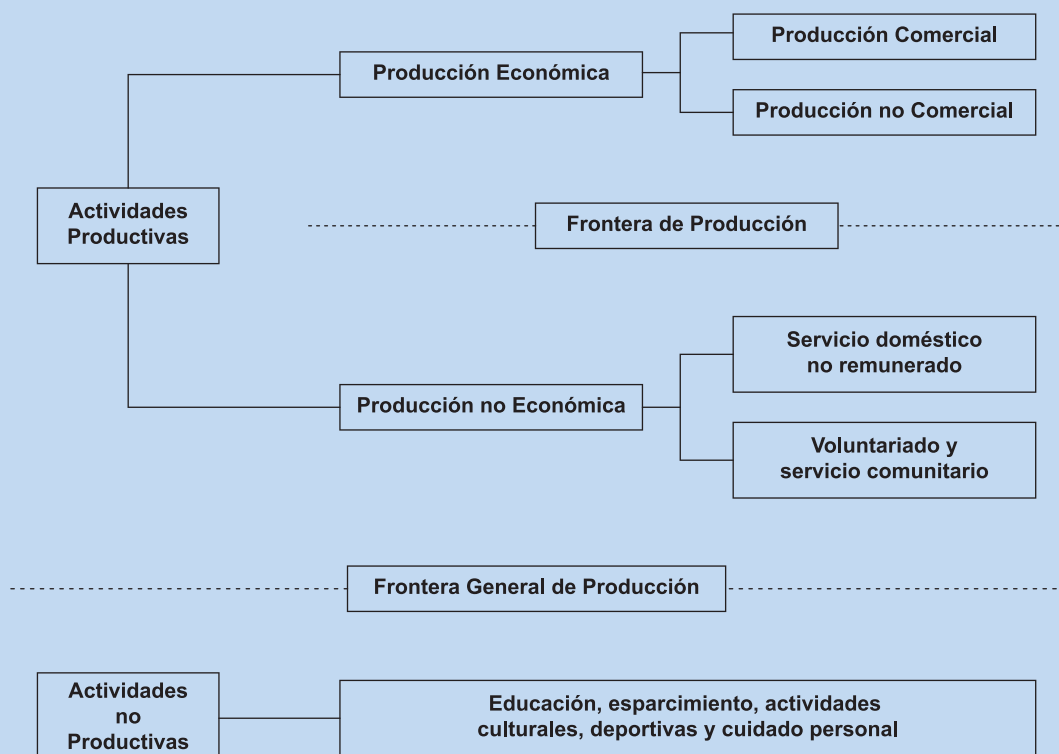 Producción Comercial
Producción Económica
Producción no Comercial
Actividades
Productivas
Frontera de Producción
Servicio doméstico
no remunerado
Producción no Económica
Voluntariado y
servicio comunitario
Frontera General de Producción
Actividades
no
Productivas
Educación, esparcimiento, actividades
culturales, deportivas y cuidado personal